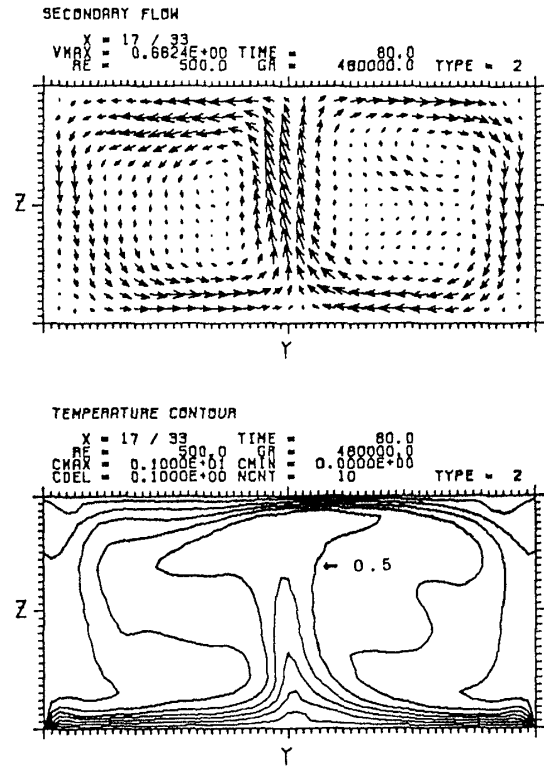 SECONDARY FLOW
X = 17 / 33
VMAX = 0.6624E+00 TIME = 80.0
RE = 500.0 GR = 480000.0 TYPE = 2
Z
Y
TEMPERATURE CONTOUR
X = 17 / 33 TIME = 80.0
RE = 500.0 GR = 480000.0
CMAX = 0.1000E+01 CMIN = 0.0000E+00
CDEL = 0.1000E+00 NCNT = 10 TYPE = 2
← 0.5
Z
Y